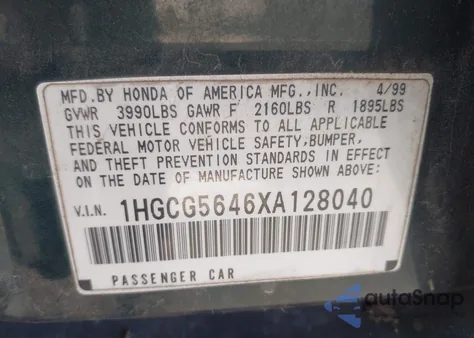 MFD.BY HONDA OF AMERICA MFG.,INC. 4/99
GVWR 3990LBS GAWR F 2160LBS R 1895LBS
THIS VEHICLE CONFORMS TO ALL APPLICABLE
FEDERAL MOTOR VEHICLE SAFETY,BUMPER,
AND THEFT PREVENTION STANDARDS IN EFFECT
ON THE DATE OF MANUFACTURE SHOWN ABOVE:
V.I.N. 1HGCG5646XA128040
PASSENGER CAR
autoSnap